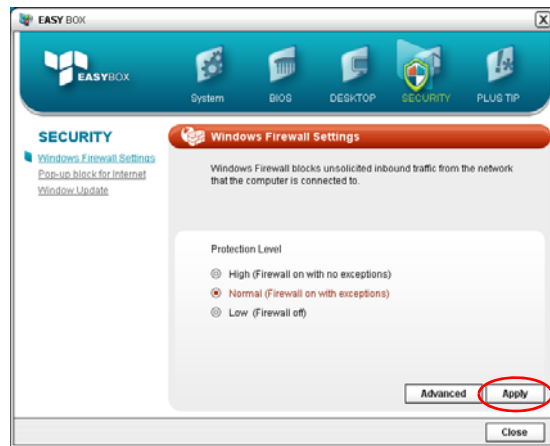 EASY BOX
EASYBOX
System
BIOS
DESKTOP
SECURITY
PLUS TIP
SECURITY
Windows Firewall Settings
Pop-up block for Internet
Window Update
Windows Firewall Settings
Windows Firewall blocks unsolicited inbound traffic from the network
that the computer is connected to.
Protection Level
High (Firewall on with no exceptions)
Normal (Firewall on with exceptions)
Low (Firewall off)
Advanced
Apply
Close